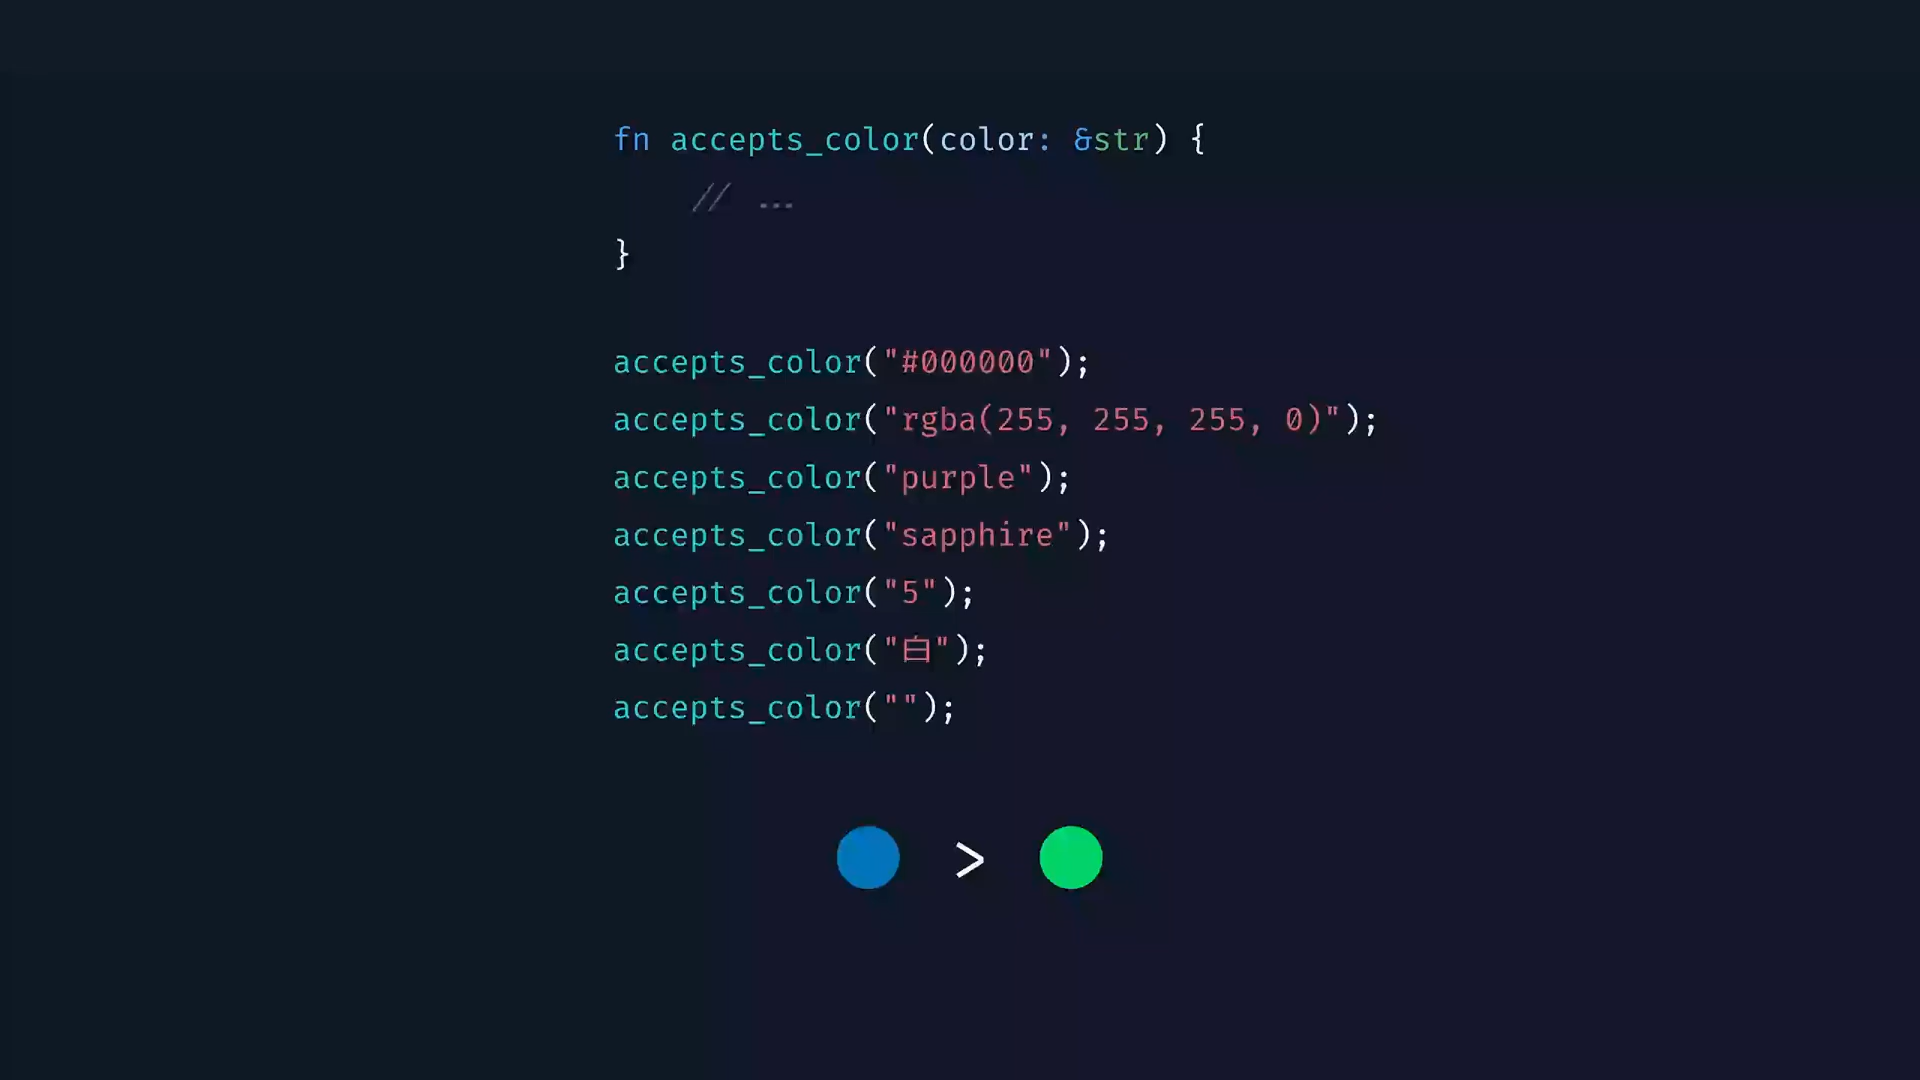 fn accepts_color(color: &str) {
    // ...
}
accepts_color("#000000");
accepts_color("rgba(255, 255, 255, 0)");
accepts_color("purple");
accepts_color("sapphire");
accepts_color("5");
accepts_color("白");
accepts_color("");
>